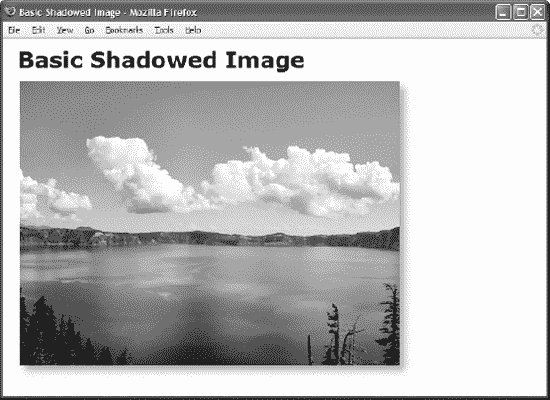 Basic Shadowed Image - Mozilla Firefox
File Edit View Go Bookmarks Tools Help
Basic Shadowed Image